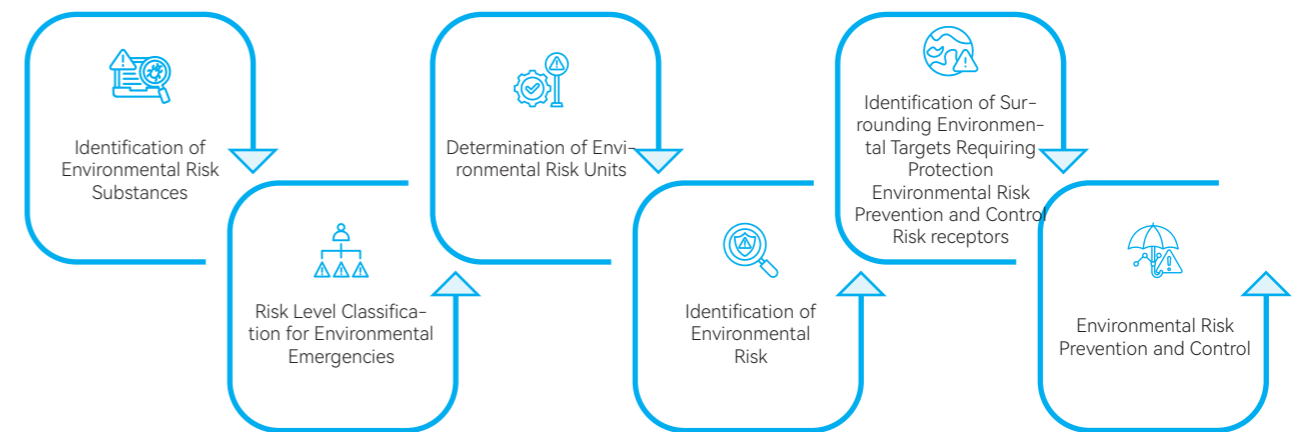 Identification of
Environmental Risk
Substances
Risk Level Classifica-
tion for Environmental
Emergencies
Determination of Envi-
ronmental Risk Units
Identification of
Environmental
Risk
Identification of Sur-
rounding Environmen-
tal Targets Requiring
Protection
Environmental Risk
Prevention and Control
Risk receptors
Environmental Risk
Prevention and Control